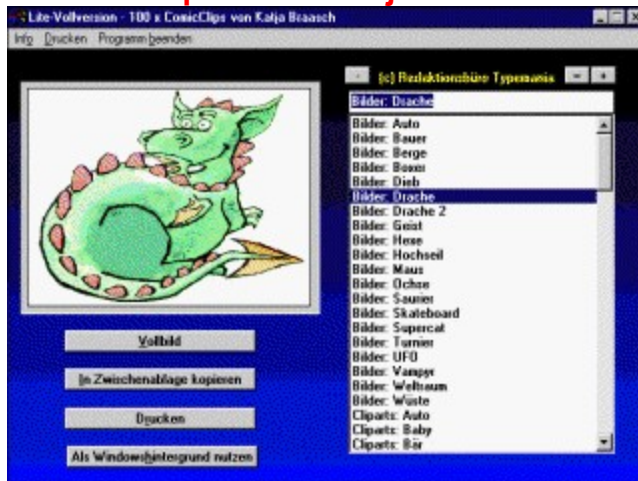 Lite-Vollversion - 100 x ComicClips von Katja Braasch
Info Drucken Programm beenden
- (c) Redaktionsbüro Typemania - +
Bilder: Drache
Bilder: Auto
Bilder: Bauer
Bilder: Berge
Bilder: Boxer
Bilder: Dieb
Bilder: Drache
Bilder: Drache 2
Bilder: Geist
Bilder: Hexe
Bilder: Hochseil
Bilder: Maus
Bilder: Ochse
Bilder: Saurier
Bilder: Skateboard
Bilder: Supercat
Bilder: Turnier
Bilder: UFO
Bilder: Vampyr
Bilder: Weltraum
Bilder: Wüste
Cliparts: Auto
Cliparts: Baby
Cliparts: Bär
Vollbild
In Zwischenablage kopieren
Drucken
Als Windowshintergrund nutzen